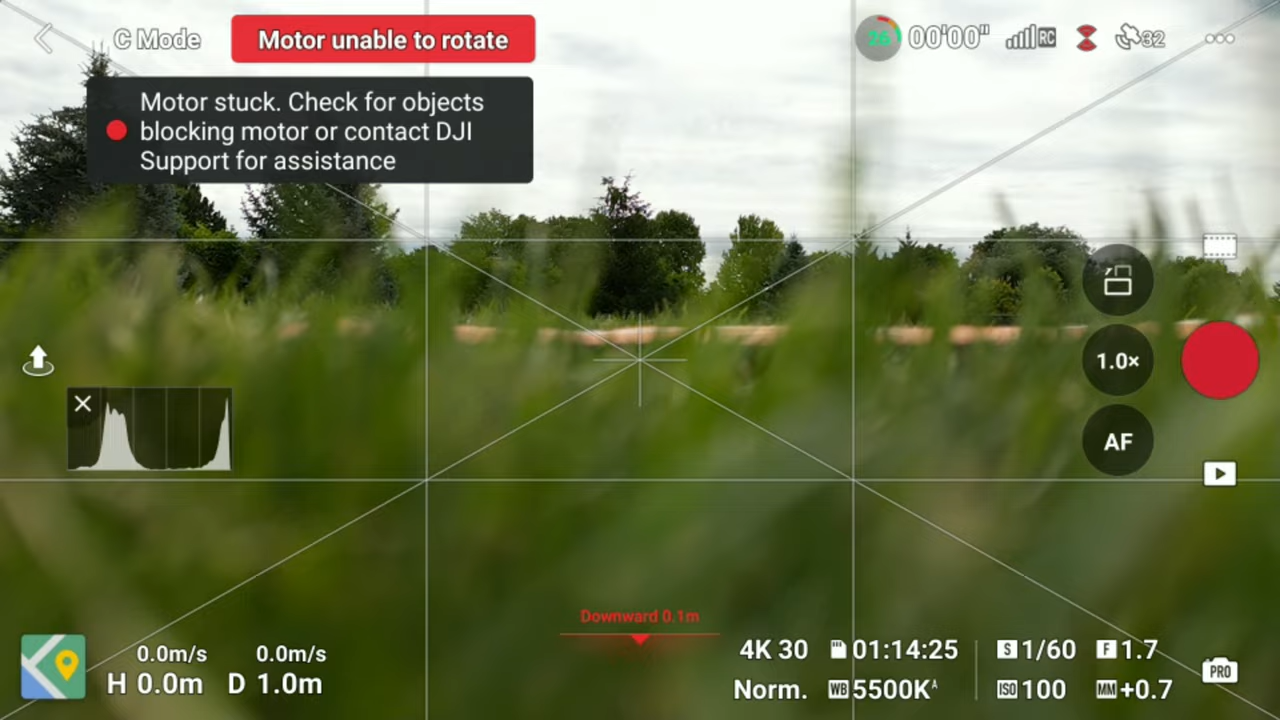 C Mode
Motor unable to rotate
26
00'00"
RC
32
Motor stuck. Check for objects
blocking motor or contact DJI
Support for assistance
1.0×
AF
Downward 0.1m
0.0m/s 0.0m/s
H 0.0m D 1.0m
4K 30 01:14:25
S 1/60 F 1.7
Norm. WB 5500K A
ISO 100 MM +0.7
PRO